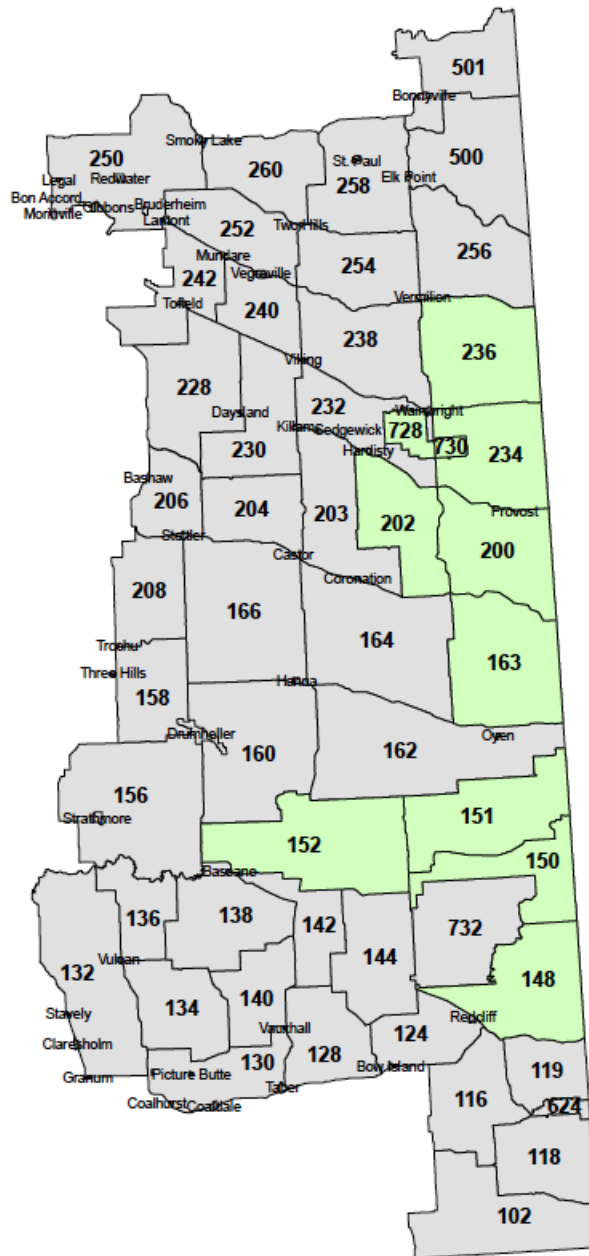 501
Bonnyville
Smoky Lake
250
260
St. Paul
258
500
Legal
Redwater
Elk Point
Bon Accord
Morinville
Gibbons
Bruderheim
Lamont
252
Two Hills
256
Mundare
254
242
Vegreville
Vermilion
Tofield
240
238
236
Viking
228
232
Wainwright
Daysland
Killam
Sedgewick
728
730
234
230
Hardisty
Bashaw
206
204
203
202
Provost
Stettler
200
Castor
Coronation
208
166
164
Trochu
163
Three Hills
Hanna
158
Drumheller
160
162
Oyen
156
Strathmore
151
152
150
Bassano
136
138
142
732
144
Vulcan
132
148
134
140
Stavely
Vauxhall
Redcliff
124
Claresholm
128
130
Bow Island
119
Granum
Picture Butte
Taber
116
Coalhurst
Coaldale
624
118
102